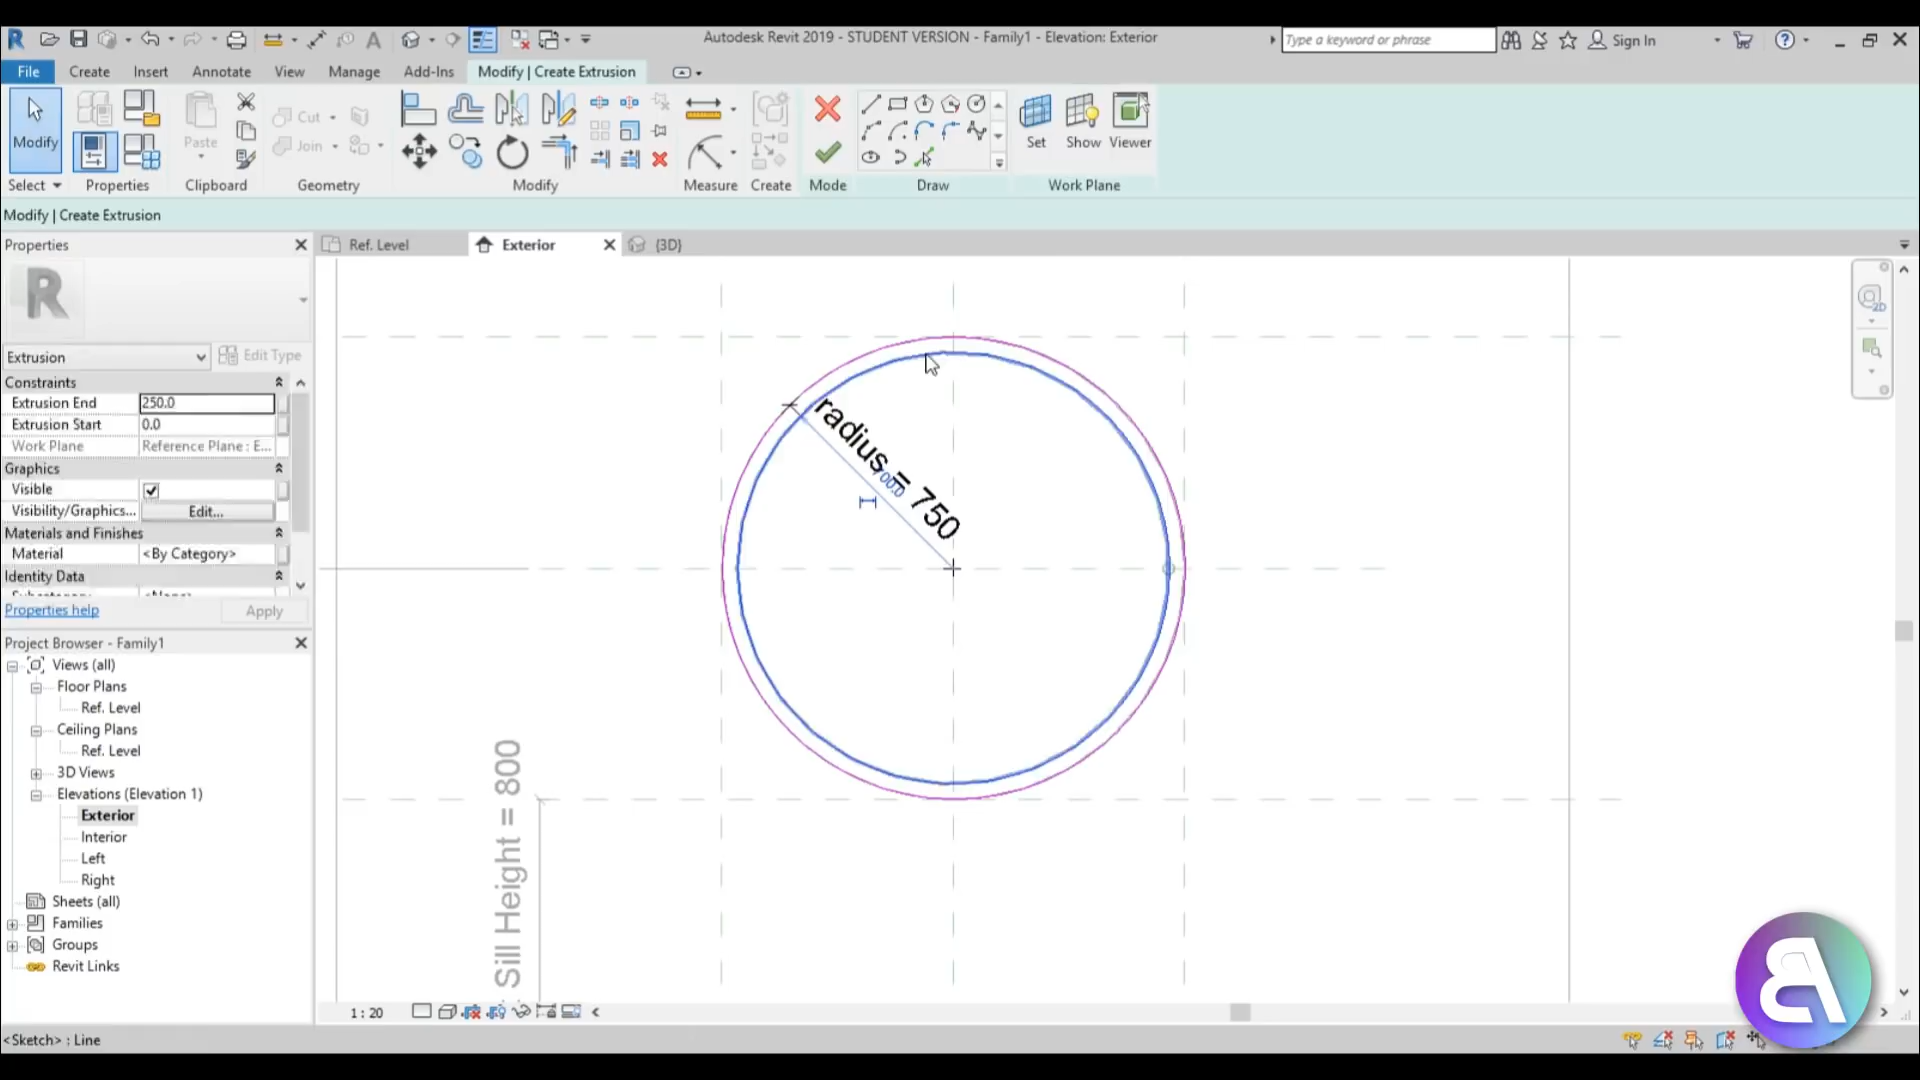 Autodesk Revit 2019 - STUDENT VERSION - Family1 - Elevation: Exterior
Type a keyword or phrase
Sign In
File Create Insert Annotate View Manage Add-Ins Modify | Create Extrusion
Modify
Paste
Cut
Join
Set Show Viewer
Select Properties Clipboard Geometry Modify Measure Create Mode Draw Work Plane
Modify | Create Extrusion
Properties
Ref. Level
Exterior
{3D}
R
Extrusion
Edit Type
Constraints
Extrusion End 250.0
Extrusion Start 0.0
Work Plane Reference Plane : E...
Graphics
Visible
Visibility/Graphics... Edit...
Materials and Finishes
Material <By Category>
Identity Data
Properties help
Apply
Project Browser - Family1
Views (all)
Floor Plans
Ref. Level
Ceiling Plans
Ref. Level
3D Views
Elevations (Elevation 1)
Exterior
Interior
Left
Right
Sheets (all)
Families
Groups
Revit Links
radius = 750
Sill Height = 800
1 : 20
<Sketch> : Line